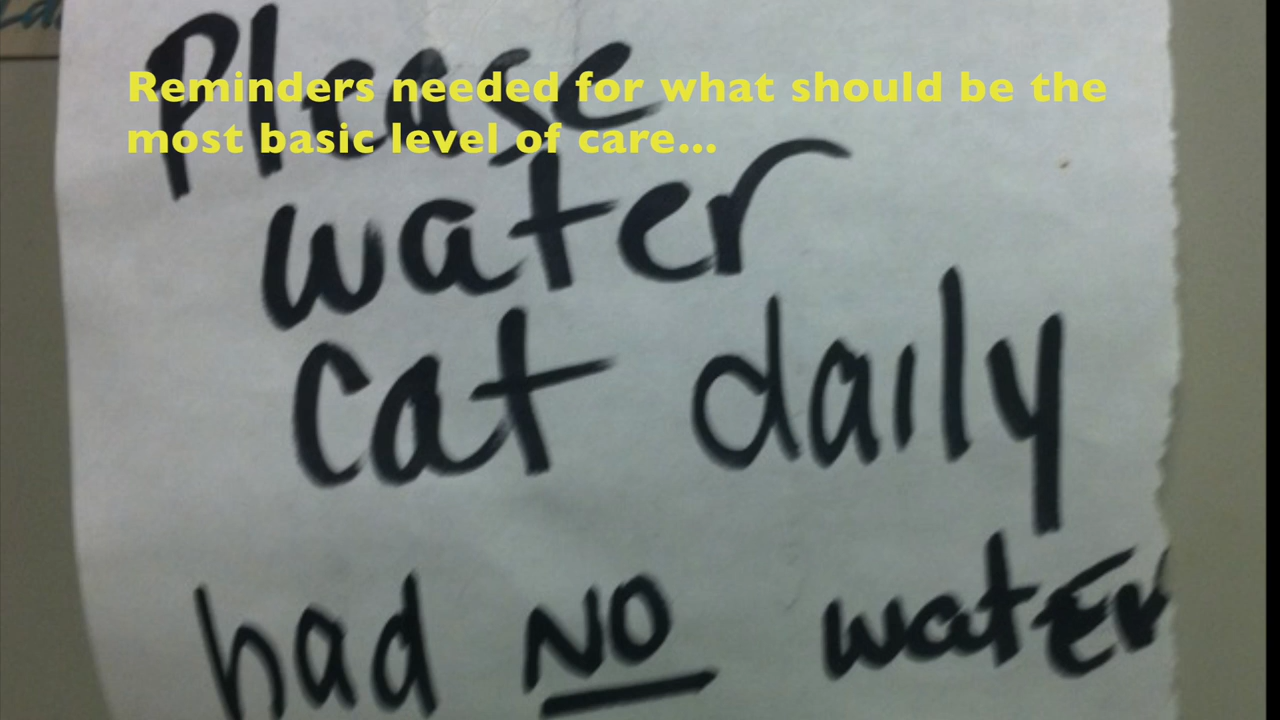 Please
Reminders needed for what should be the
most basic level of care...
water
cat daily
had NO water